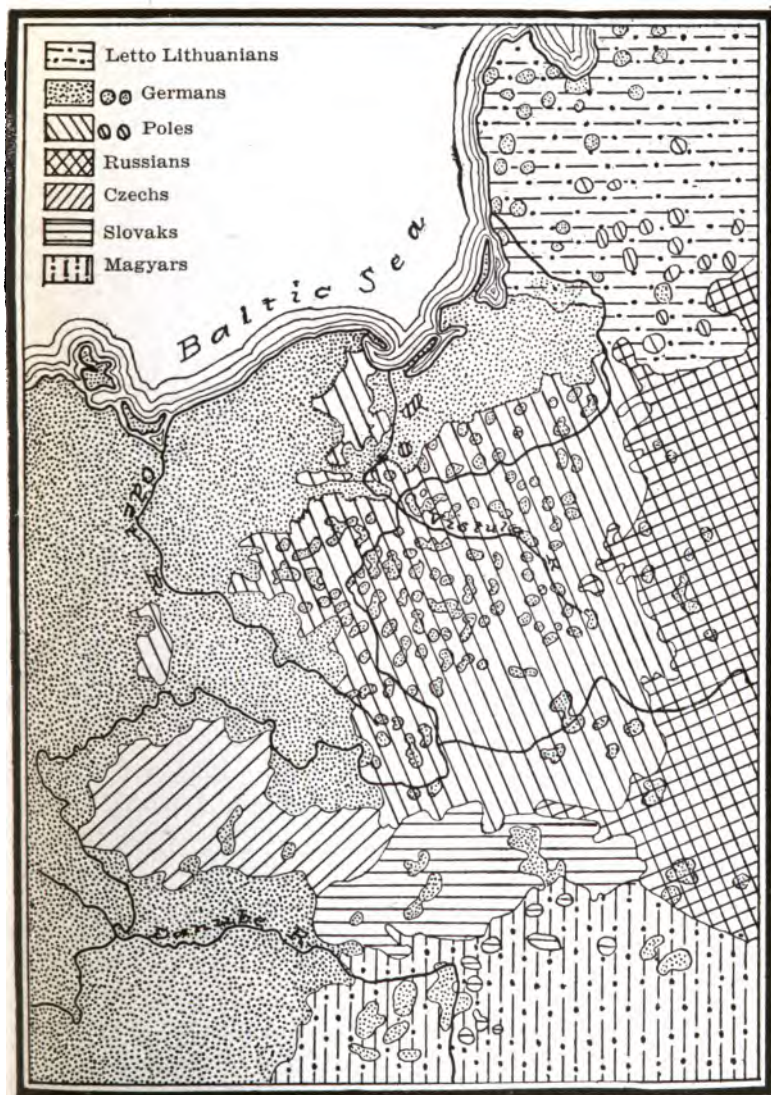 Letto Lithuanians
Germans
Poles
Russians
Czechs
Slovaks
Magyars
Baltic Sea
Oder R
Vistula R
Danube R.